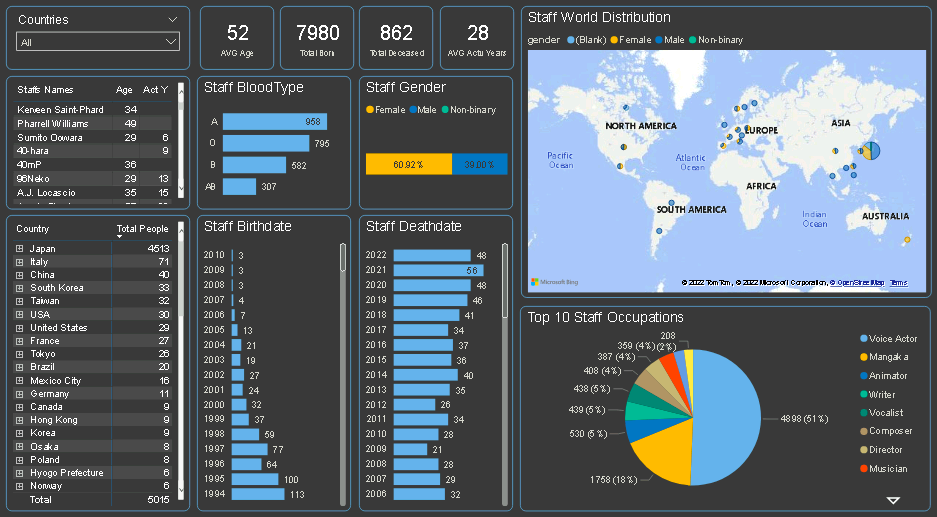 Countries
All
52
AVG Age
7980
Total Born
862
Total Deceased
28
AVG Actu Years
Staff World Distribution
gender (Blank) Female Male Non-binary
NORTH AMERICA
EUROPE
ASIA
Pacific
Ocean
Atlantic
Ocean
AFRICA
SOUTH AMERICA
Indian
Ocean
AUSTRALIA
Microsoft Bing
© 2022 TomTom, © 2022 Microsoft Corporation, © OpenStreetMap Terms
Staffs Names Age Act Y
Kerveen Saint-Phard 34
Pharrell Williams 49
Sumito Oowara 29 6
40-hara 9
40mP 36
96Neko 29 13
A.J. Locascio 35 15
Staff BloodType
A 958
O 795
B 582
AB 307
Staff Gender
Female Male Non-binary
60.92% 39.00%
Country Total People
Japan 4513
Italy 71
China 40
South Korea 33
Taiwan 32
USA 30
United States 29
France 27
Tokyo 26
Brazil 20
Mexico City 16
Germany 11
Canada 9
Hong Kong 9
Korea 9
Osaka 8
Poland 8
Hyogo Prefecture 6
Norway 6
Total 5015
Staff Birthdate
2010 3
2009 3
2008 3
2007 4
2006 7
2005 13
2004 21
2003 19
2002 27
2001 24
2000 32
1999 37
1998 59
1997 77
1996 64
1995 100
1994 113
Staff Deathdate
2022 48
2021 56
2020 48
2019 46
2018 41
2017 34
2016 37
2015 36
2014 40
2013 35
2012 26
2011 34
2010 28
2009 21
2008 28
2007 29
2006 32
Top 10 Staff Occupations
208
(2%)
359 (4%)
387 (4%)
408 (4%)
438 (5%)
439 (5%)
530 (5%)
1758 (18%)
4898 (51%)
Voice Actor
Mangaka
Animator
Writer
Vocalist
Composer
Director
Musician